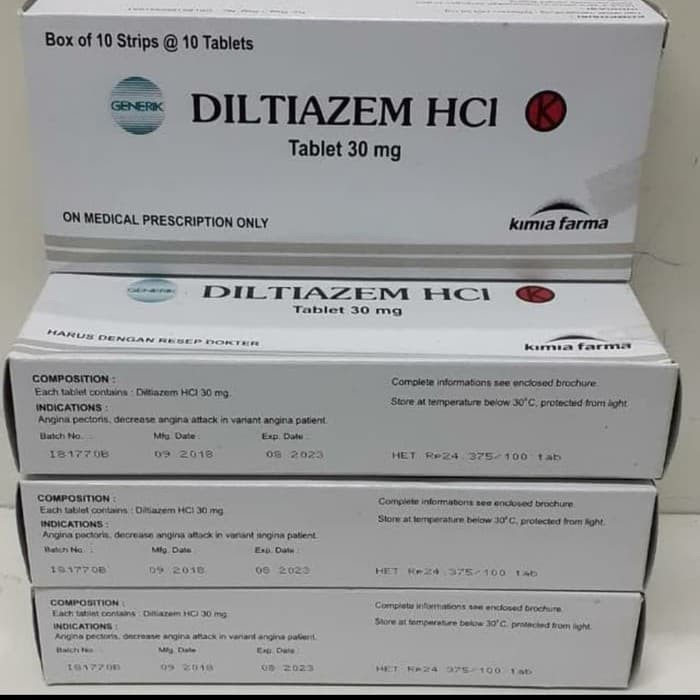 Box of 10 Strips @ 10 Tablets
GENERIK
DILTIAZEM HCl
K
Tablet 30 mg
ON MEDICAL PRESCRIPTION ONLY
kimia farma
GENERIK
DILTIAZEM HCl
K
Tablet 30 mg
HARUS DENGAN RESEP DOKTER
kimia farma
COMPOSITION :
Each tablet contains : Diltiazem HCl 30 mg.
INDICATIONS :
Angina pectoris, decrease angina attack in variant angina patient.
Batch No. : Mfg. Date : Exp. Date :
181770B 09 2018 08 2023
Complete informations see enclosed brochure.
Store at temperature below 30°C, protected from light.
HET Rp24.375/100 tab
COMPOSITION :
Each tablet contains : Diltiazem HCl 30 mg.
INDICATIONS :
Angina pectoris, decrease angina attack in variant angina patient.
Batch No. : Mfg. Date : Exp. Date :
181770B 09 2018 08 2023
Complete informations see enclosed brochure.
Store at temperature below 30°C, protected from light.
HET Rp24.375/100 tab
COMPOSITION :
Each tablet contains : Diltiazem HCl 30 mg.
INDICATIONS :
Angina pectoris, decrease angina attack in variant angina patient.
Batch No. : Mfg. Date : Exp. Date :
181770B 09 2018 08 2023
Complete informations see enclosed brochure.
Store at temperature below 30°C, protected from light.
HET Rp24.375/100 tab